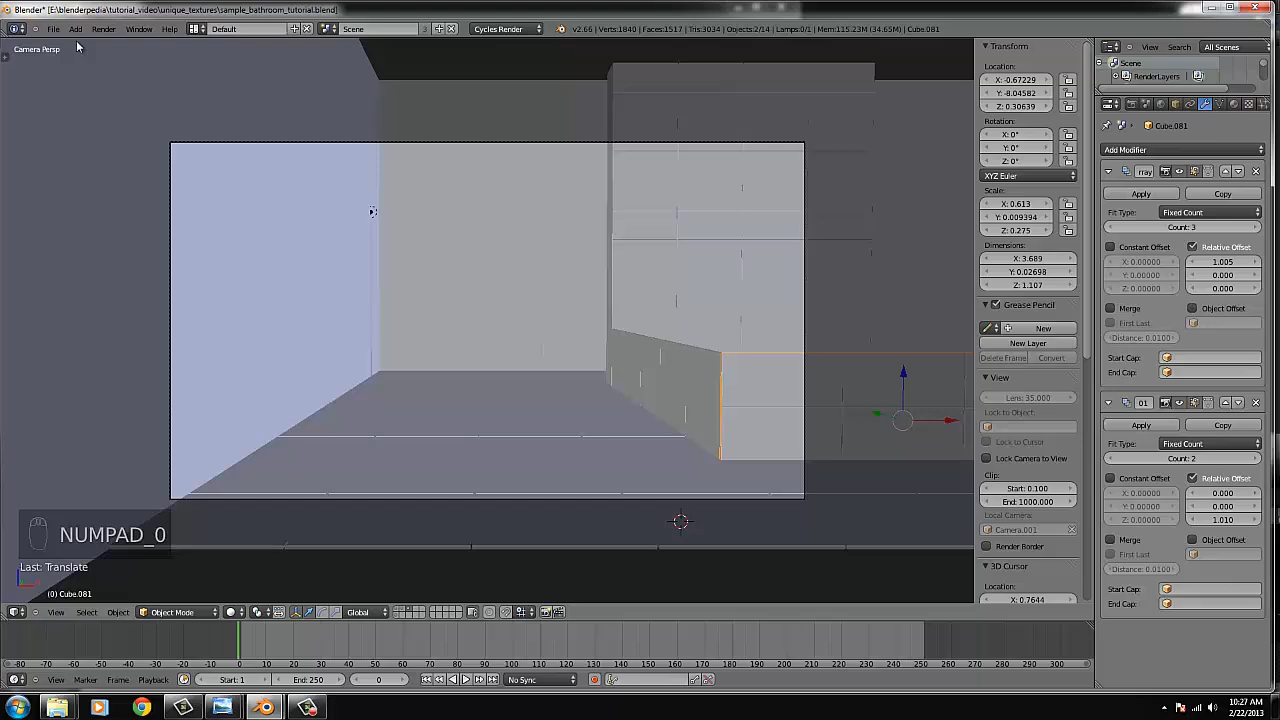 Blender* [E:\blenderpedia\tutorial_video\unique_textures\sample_bathroom_tutorial.blend]
File Add Render Window Help Default Scene 3 Cycles Render v2.66 | Verts:1840 | Faces:1517 | Tris:3034 | Objects:2/14 | Lamps:0/1 | Mem:115.23M (34.65M) | Cube.081
View Search All Scenes
Camera Persp
Scene
RenderLayers
Cube.081
Add Modifier
Transform
Location:
X: -0.67229
Y: -8.04582
Z: 0.30639
Rotation:
X: 0°
Y: 0°
Z: 0°
XYZ Euler
Scale:
X: 0.613
Y: 0.009394
Z: 0.275
Dimensions:
X: 3.689
Y: 0.02698
Z: 1.107
Grease Pencil
New
New Layer
Delete Frame Convert
View
Lens: 35.000
Lock to Object:
Lock to Cursor
Lock Camera to View
Clip:
Start: 0.100
End: 1000.000
Local Camera:
Camera.001
Render Border
3D Cursor
Location:
X: 0.7644
rray
Apply Copy
Fit Type: Fixed Count
Count: 3
Constant Offset Relative Offset
X: 0.00000 1.005
Y: 0.00000 0.000
Z: 0.00000 0.000
Merge Object Offset
First Last
Distance: 0.0100
Start Cap:
End Cap:
01
Apply Copy
Fit Type: Fixed Count
Count: 2
Constant Offset Relative Offset
X: 0.00000 0.000
Y: 0.00000 0.000
Z: 0.00000 1.010
Merge Object Offset
First Last
Distance: 0.0100
Start Cap:
End Cap:
NUMPAD_0
Last: Translate
(0) Cube.081
View Select Object Object Mode Global
-80 -70 -60 -50 -40 -30 -20 -10 0 10 20 30 40 50 60 70 80 90 100 110 120 130 140 150 160 170 180 190 200 210 220 230 240 250 260 270 280 290 300
View Marker Frame Playback Start: 1 End: 250 0 No Sync
10:27 AM
2/22/2013